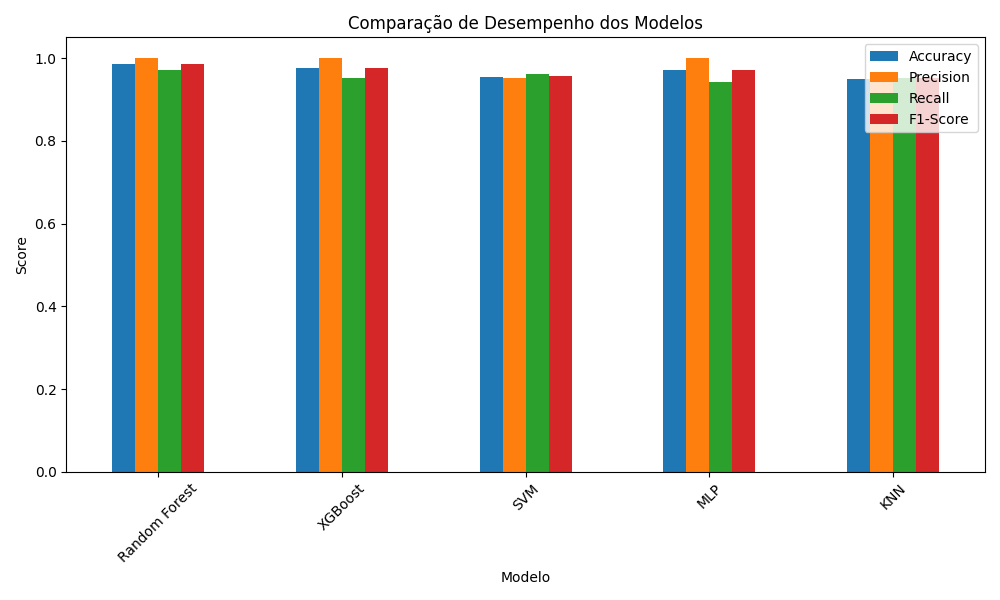 Comparação de Desempenho dos Modelos
Accuracy
Precision
Recall
F1-Score
1.0
0.8
0.6
0.4
0.2
0.0
Score
Random Forest
XGBoost
SVM
MLP
KNN
Modelo